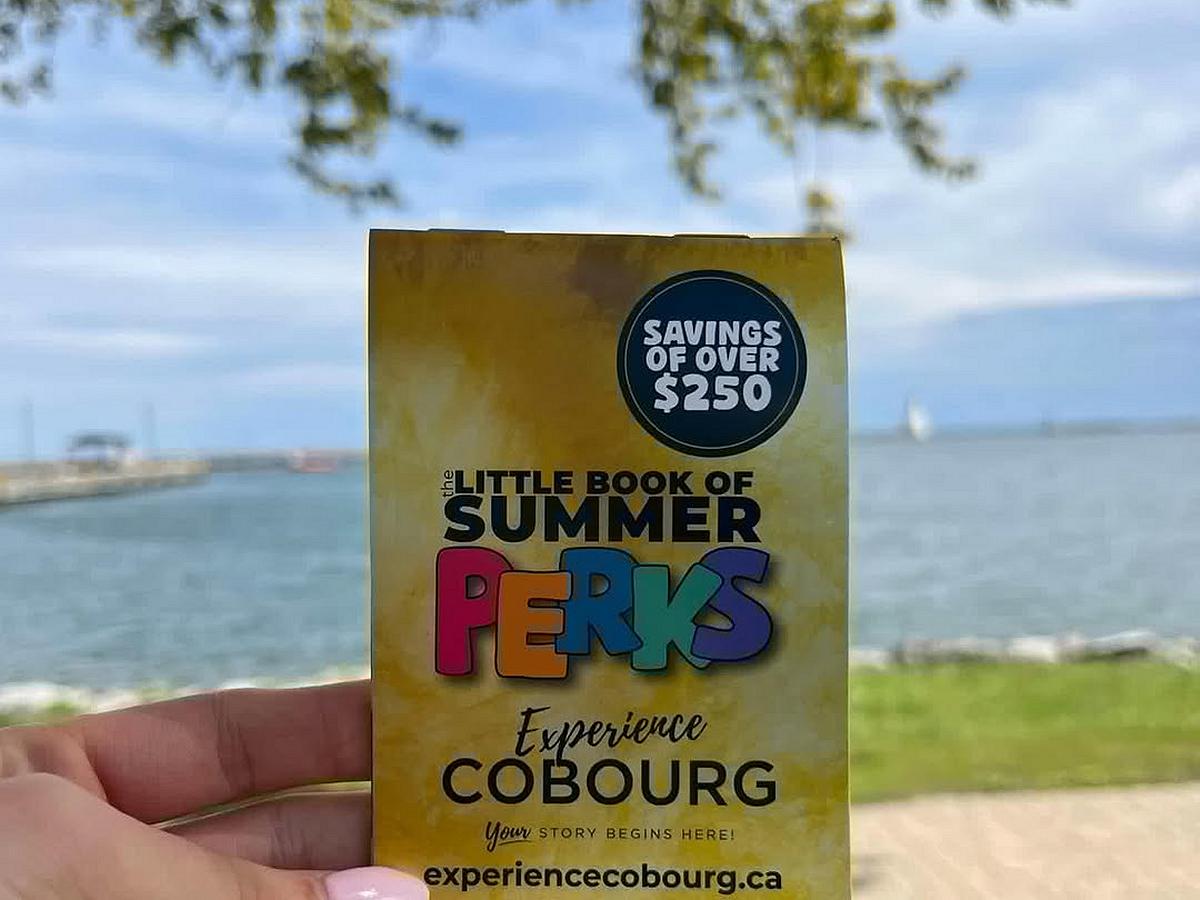 SAVINGS
OF OVER
$250
the LITTLE BOOK OF
SUMMER
PERKS
Experience
COBOURG
Your STORY BEGINS HERE!
experiencecobourg.ca